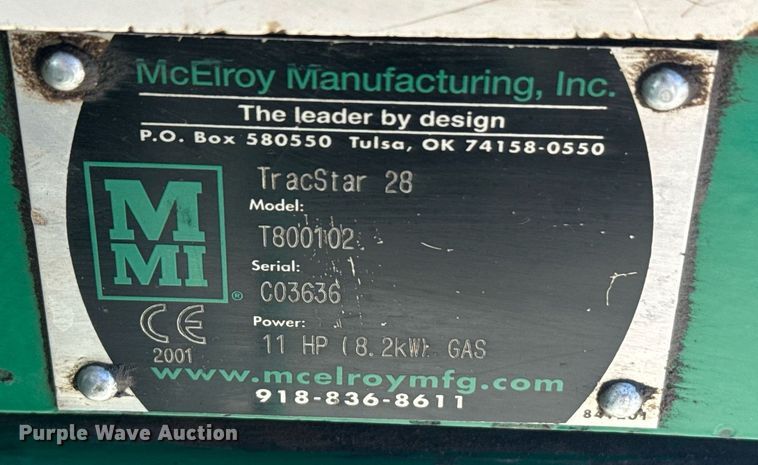 McElroy Manufacturing, Inc.
The leader by design
P.O. Box 580550 Tulsa, OK 74158-0550
TracStar 28
Model:
T800102
Serial:
C03636
Power:
11 HP (8.2kW) GAS
M
MI
®
CE
2001
www.mcelroymfg.com
918-836-8611
Purple Wave Auction